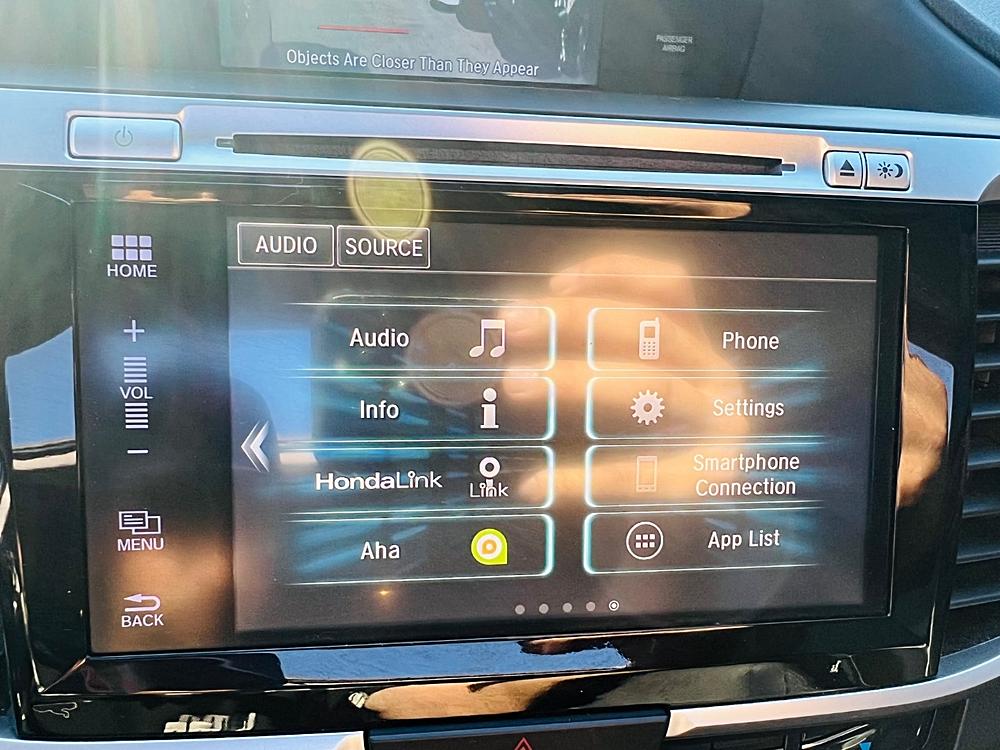 Objects Are Closer Than They Appear
PASSENGER
AIRBAG
AUDIO
SOURCE
HOME
+
VOL
-
MENU
BACK
Audio
Phone
Info
Settings
HondaLink
Link
Smartphone
Connection
Aha
App List